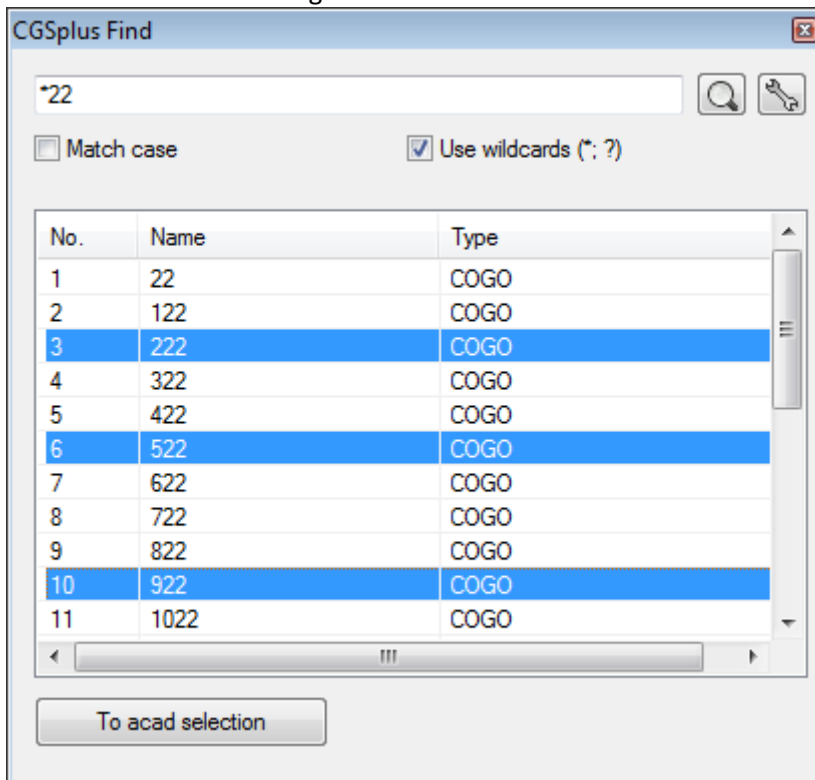 CGSplus Find
*22
Match case Use wildcards (*; ?)
No. Name Type
1 22 COGO
2 122 COGO
3 222 COGO
4 322 COGO
5 422 COGO
6 522 COGO
7 622 COGO
8 722 COGO
9 822 COGO
10 922 COGO
11 1022 COGO
To acad selection